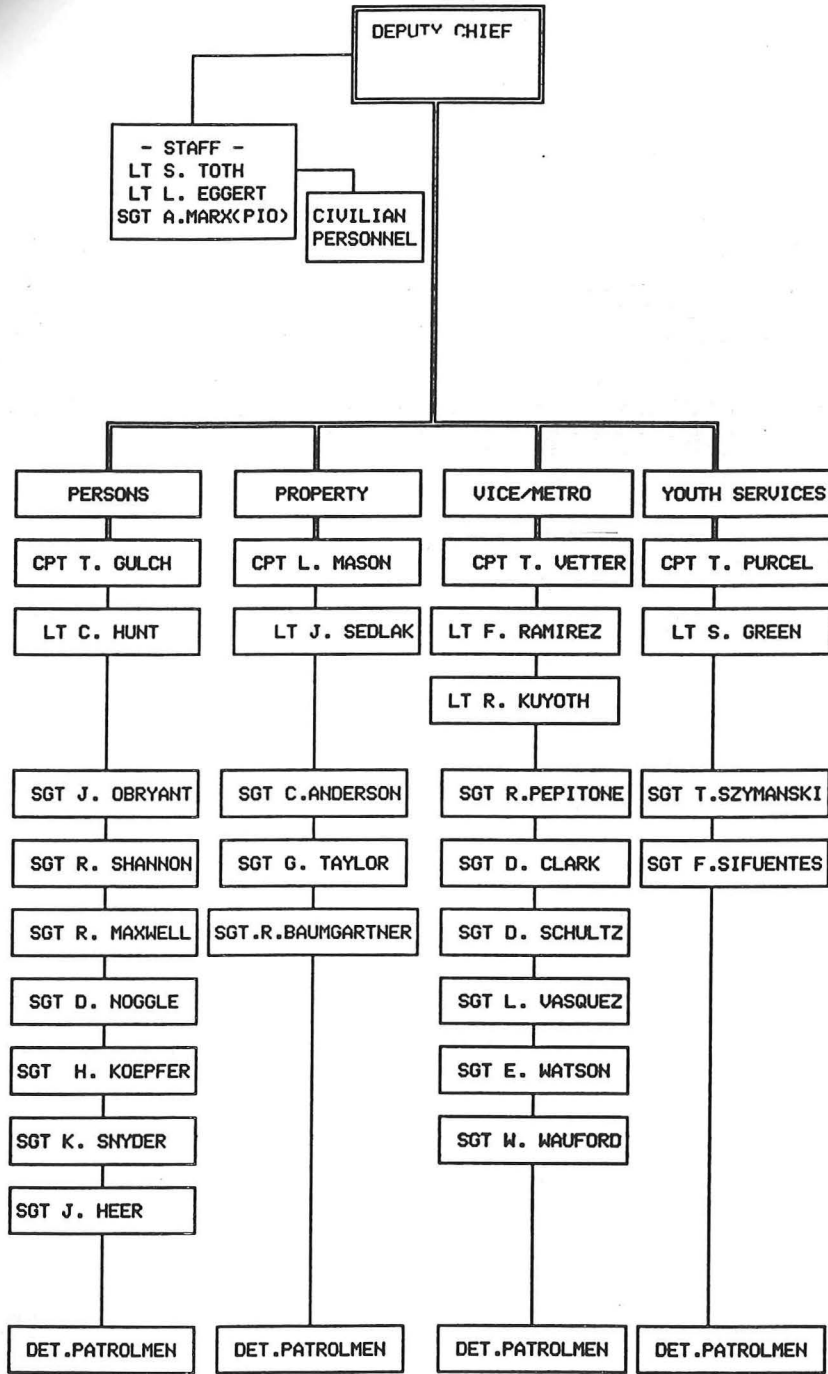 DEPUTY CHIEF
- STAFF -
LT S. TOTH
LT L. EGGERT
SGT A.MARX(PIO)
CIVILIAN
PERSONNEL
PERSONS
CPT T. GULCH
LT C. HUNT
SGT J. OBRYANT
SGT R. SHANNON
SGT R. MAXWELL
SGT D. NOGGLE
SGT H. KOEPFER
SGT K. SNYDER
SGT J. HEER
DET.PATROLMEN
PROPERTY
CPT L. MASON
LT J. SEDLAK
SGT C.ANDERSON
SGT G. TAYLOR
SGT.R.BAUMGARTNER
DET.PATROLMEN
VICE/METRO
CPT T. VETTER
LT F. RAMIREZ
LT R. KUYOTH
SGT R.PEPITONE
SGT D. CLARK
SGT D. SCHULTZ
SGT L. VASQUEZ
SGT E. WATSON
SGT W. WAUFORD
DET.PATROLMEN
YOUTH SERVICES
CPT T. PURCEL
LT S. GREEN
SGT T.SZYMANSKI
SGT F.SIFUENTES
DET.PATROLMEN